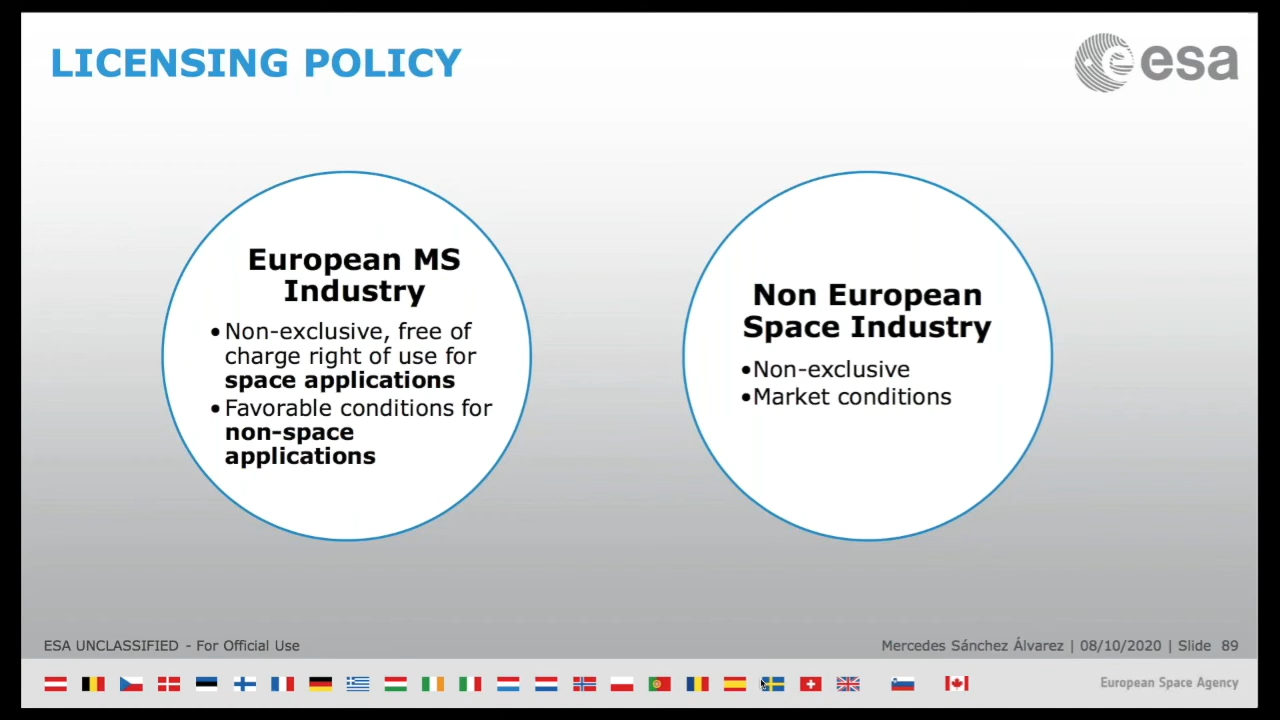 LICENSING POLICY
esa
European MS
Industry
• Non-exclusive, free of
charge right of use for
space applications
• Favorable conditions for
non-space
applications
Non European
Space Industry
•Non-exclusive
•Market conditions
ESA UNCLASSIFIED - For Official Use
Mercedes Sánchez Álvarez | 08/10/2020 | Slide 89
European Space Agency